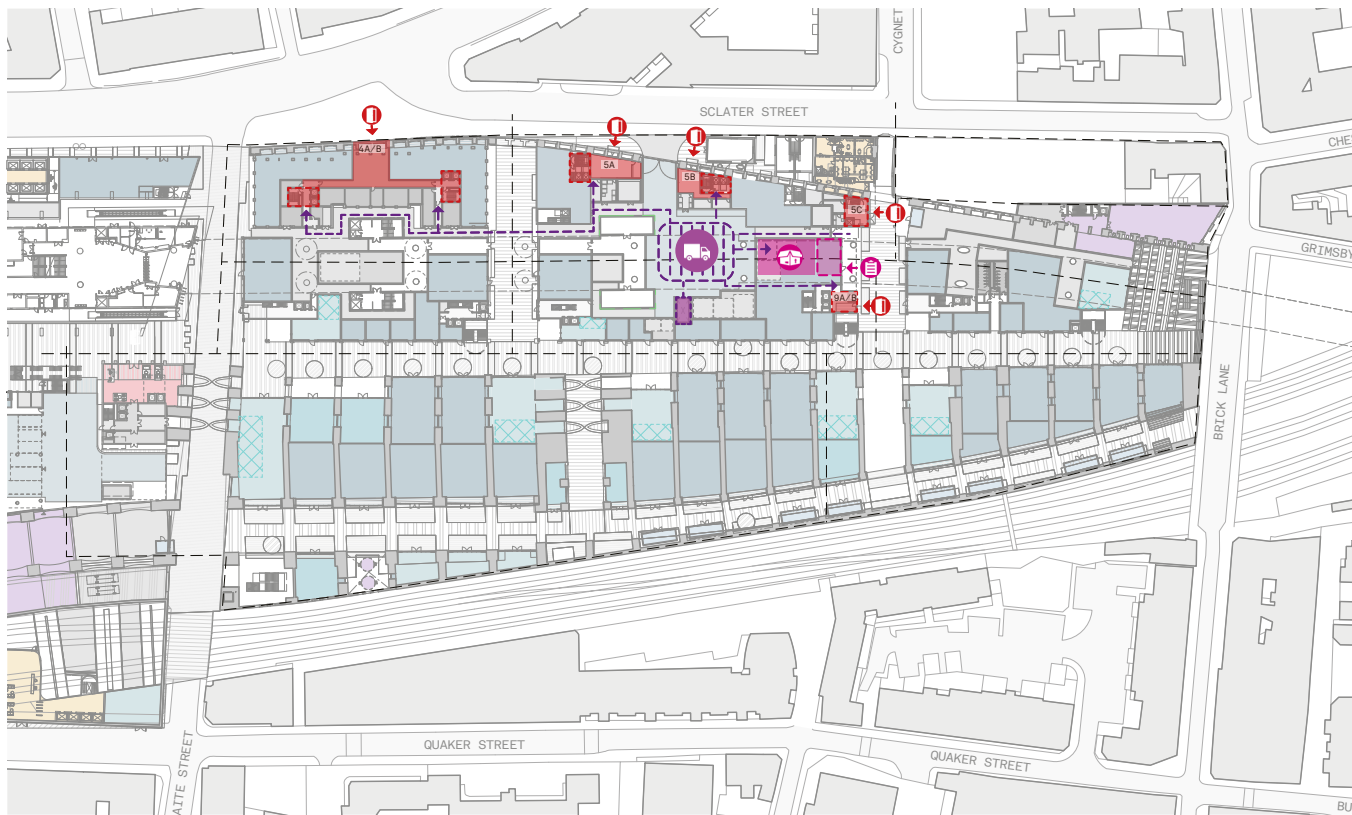 CYGNET
SCLATER STREET
CHE
4A/B
5A
5B
5C
GRIMSBY
9A/B
BRICK LANE
QUAKER STREET
QUAKER STREET
AITE STREET
BU